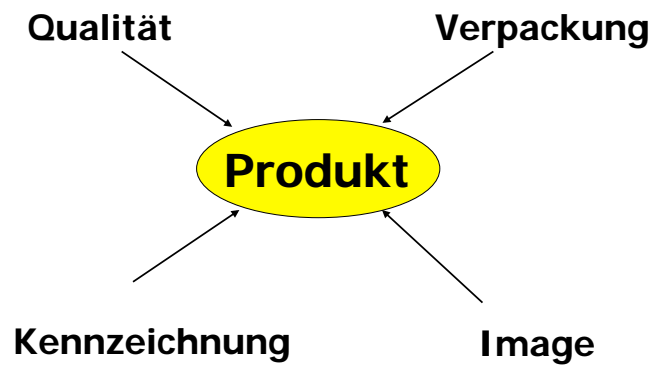 Qualität
Verpackung
Produkt
Kennzeichnung
Image